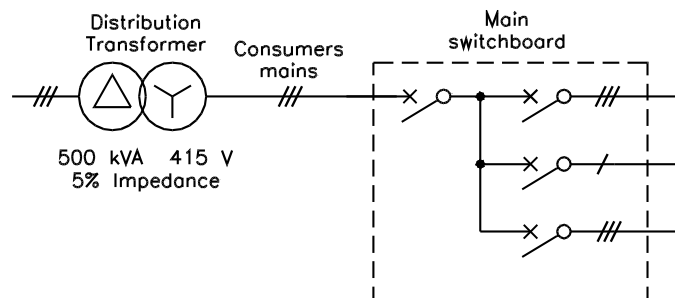 Distribution
Transformer
Consumers
mains
Main
switchboard
500 kVA 415 V
5% Impedance